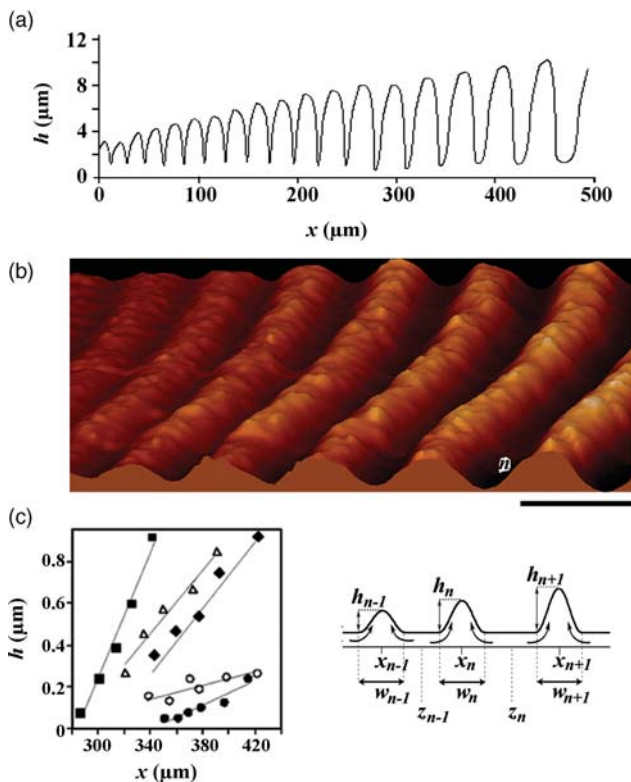 (a)
12
8
4
0
h (μm)
0 100 200 300 400 500
x (μm)
(b)
n
(c)
0.8
0.6
0.4
0.2
0
h (μm)
300 340 380 420
x (μm)
hn-1 hn hn+1
xn-1 xn xn+1
wn-1 wn wn+1
zn-1 zn